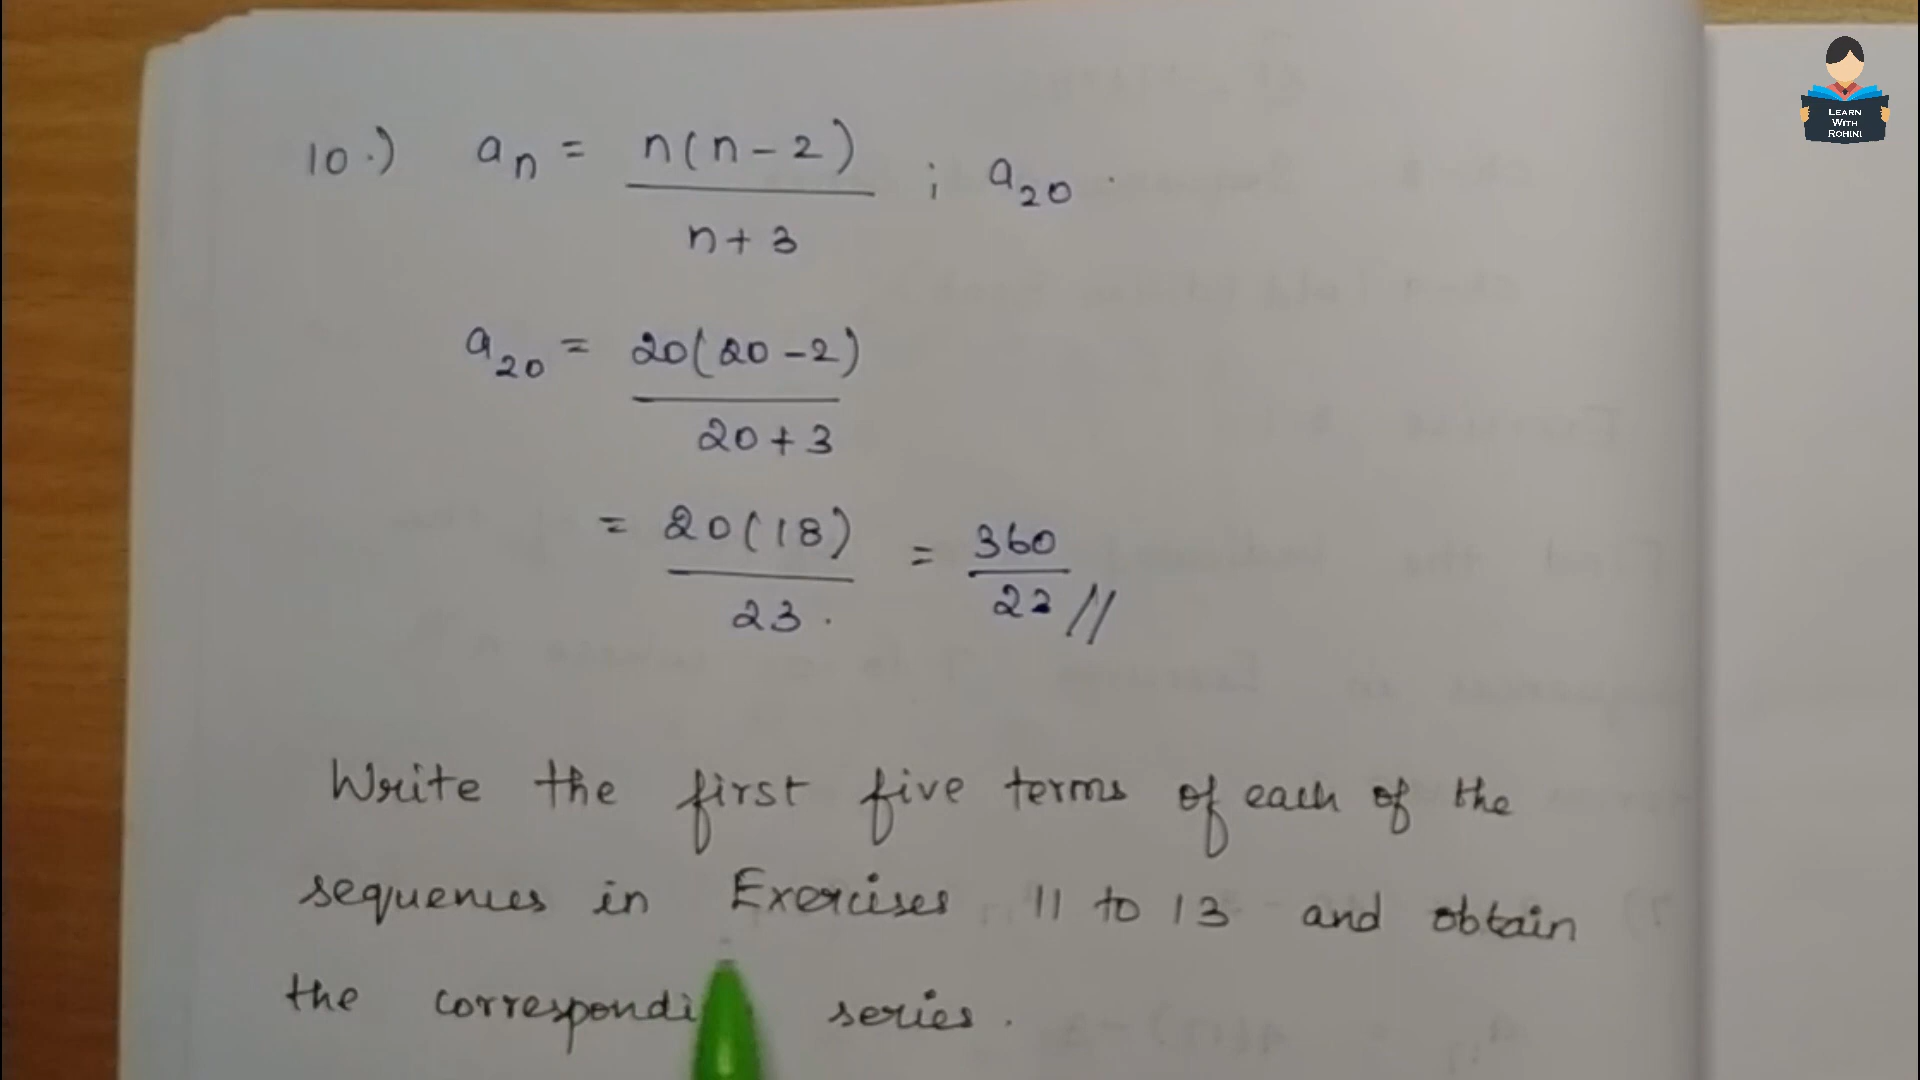 LEARN
WITH
ROHINI
10.) aₙ = n(n-2) / n+3 ; a₂₀.
a₂₀ = 20(20-2) / 20+3
= 20(18) / 23. = 360 / 23 //
Write the first five terms of each of the
sequences in Exercises 11 to 13 and obtain
the correspondi series.